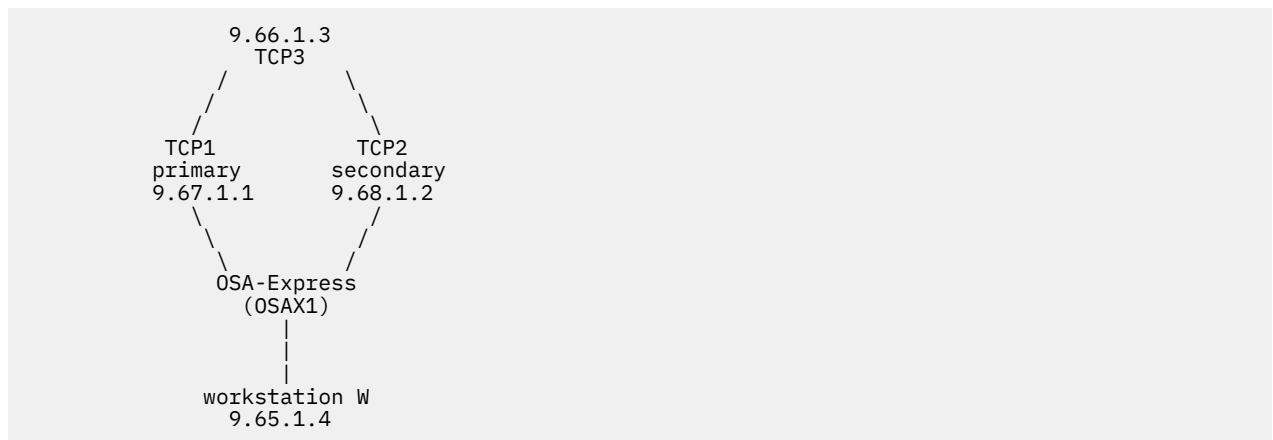 9.66.1.3
TCP3
TCP1 TCP2
primary secondary
9.67.1.1 9.68.1.2
OSA-Express
(OSAX1)
workstation W
9.65.1.4